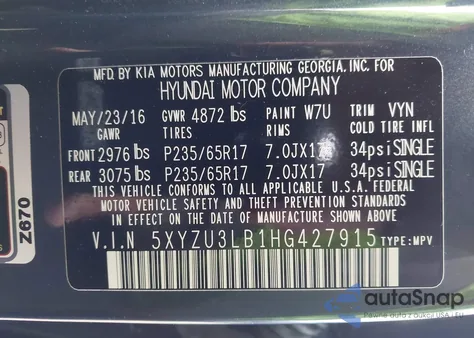 MFD. BY KIA MOTORS MANUFACTURING GEORGIA.INC.FOR
HYUNDAI MOTOR COMPANY
MAY/23/16 GVWR 4872 lbs PAINT W7U TRIM VYN
GAWR TIRES RIMS COLD TIRE INFL
FRONT 2976 lbs P235/65R17 7.0JX17 34psi SINGLE
REAR 3075 lbs P235/65R17 7.0JX17 34psi SINGLE
THIS VEHICLE CONFORMS TO ALL APPLICABLE U.S.A. FEDERAL
MOTOR VEHICLE SAFETY, BUMPER, AND THEFT PREVENTION STANDARDS
IN EFFECT ON THE DATE OF MANUFACTURE SHOWN ABOVE.
V.I.N 5XYZU3LB1HG427915 TYPE: MPV
Z670
autoSnap